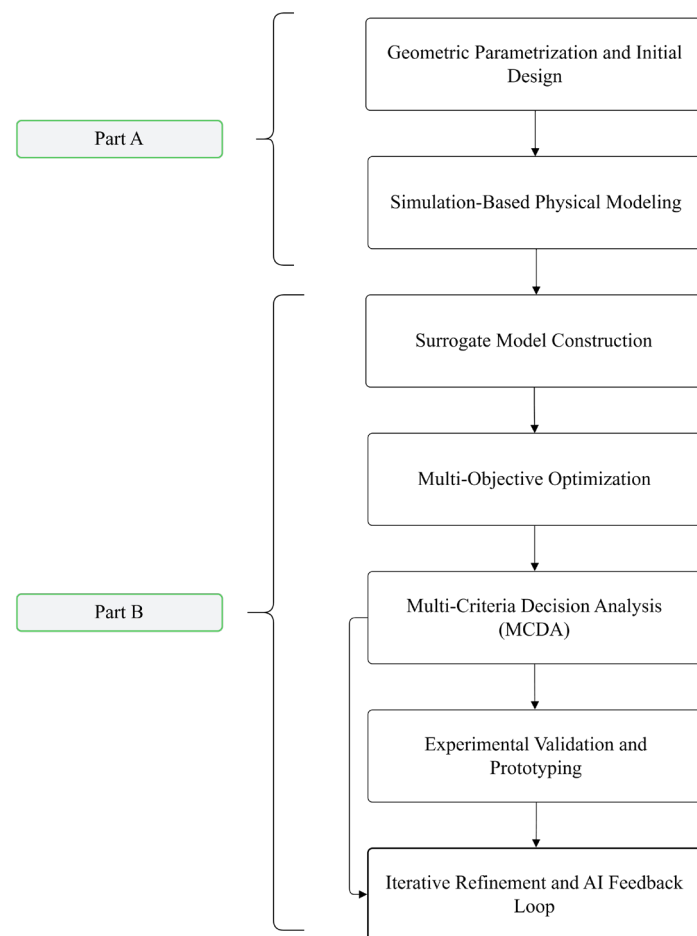 Geometric Parametrization and Initial
Design
Part A
Simulation-Based Physical Modeling
Surrogate Model Construction
Multi-Objective Optimization
Multi-Criteria Decision Analysis
(MCDA)
Part B
Experimental Validation and
Prototyping
Iterative Refinement and AI Feedback
Loop